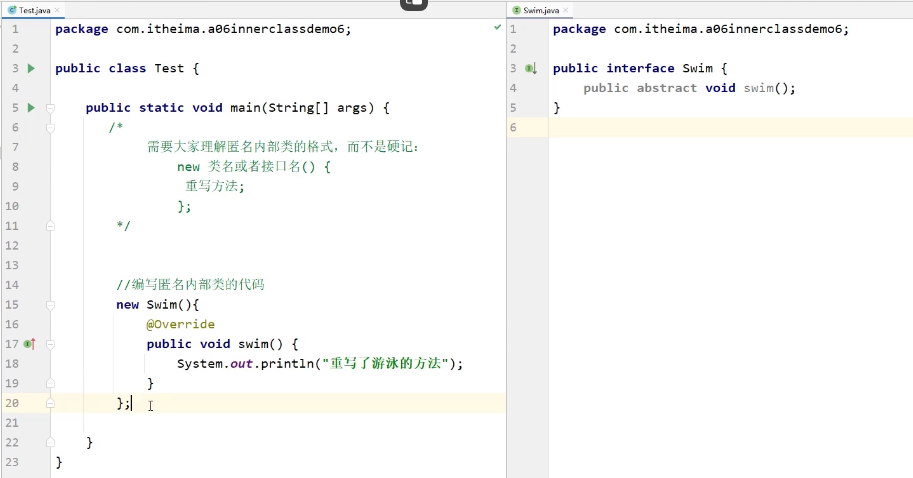 Test.java
1 package com.itheima.a06innerclassdemo6;
2
3 public class Test {
4
5 public static void main(String[] args) {
6 /*
7 需要大家理解匿名内部类的格式，而不是硬记：
8 new 类名或者接口名() {
9 重写方法;
10 };
11 */
12
13
14 //编写匿名内部类的代码
15 new Swim(){
16 @Override
17 public void swim() {
18 System.out.println("重写了游泳的方法");
19 }
20 };
21
22 }
23 }
Swim.java
1 package com.itheima.a06innerclassdemo6;
2
3 public interface Swim {
4 public abstract void swim();
5 }
6